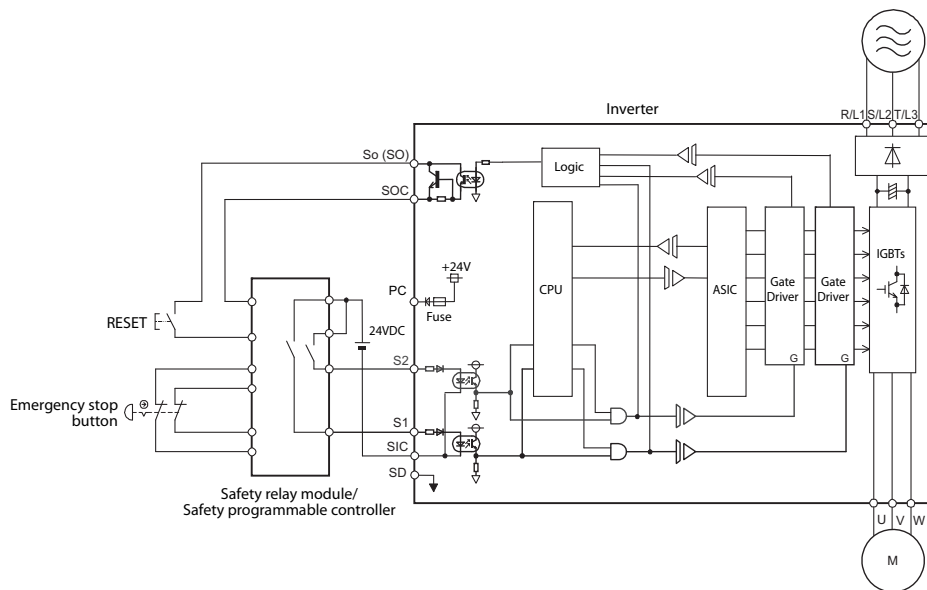 Inverter
R/L1 S/L2 T/L3
So (SO)
SOC
Logic
+24V
PC
Fuse
CPU
ASIC
Gate
Driver
Gate
Driver
IGBTs
RESET
24VDC
S2
G
G
Emergency stop
button
S1
SIC
SD
Safety relay module/
Safety programmable controller
U V W
M